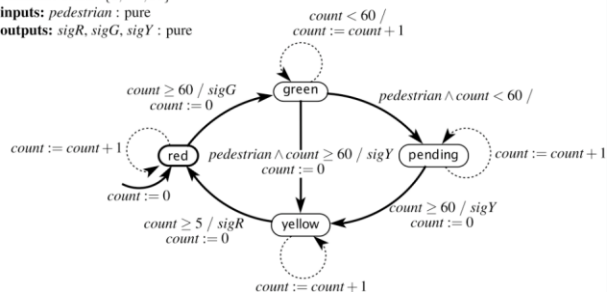 inputs: pedestrian : pure
outputs: sigR, sigG, sigY : pure
count < 60 /
count := count + 1
green
count ≥ 60 / sigG
count := 0
pedestrian ∧ count < 60 /
count := count + 1
red
pedestrian ∧ count ≥ 60 / sigY
count := 0
pending
count := count + 1
count := 0
count ≥ 5 / sigR
count := 0
yellow
count ≥ 60 / sigY
count := 0
count := count + 1